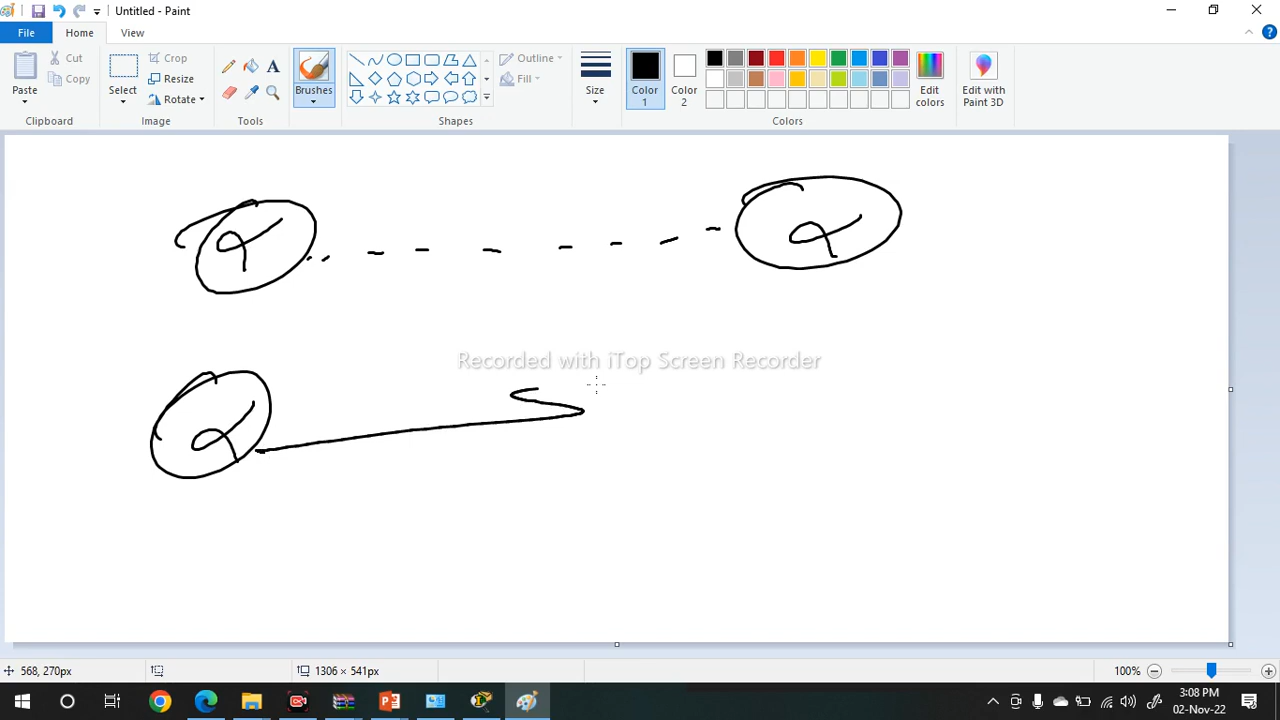 Untitled - Paint
File Home View
Cut
Copy
Paste
Clipboard
Select
Crop
Resize
Rotate
Image
A
Tools
Brushes
Outline
Fill
Shapes
Size
Color 1
Color 2
Edit colors
Edit with Paint 3D
Colors
Recorded with iTop Screen Recorder
568, 270px
1306 × 541px
100%
3:08 PM
02-Nov-22